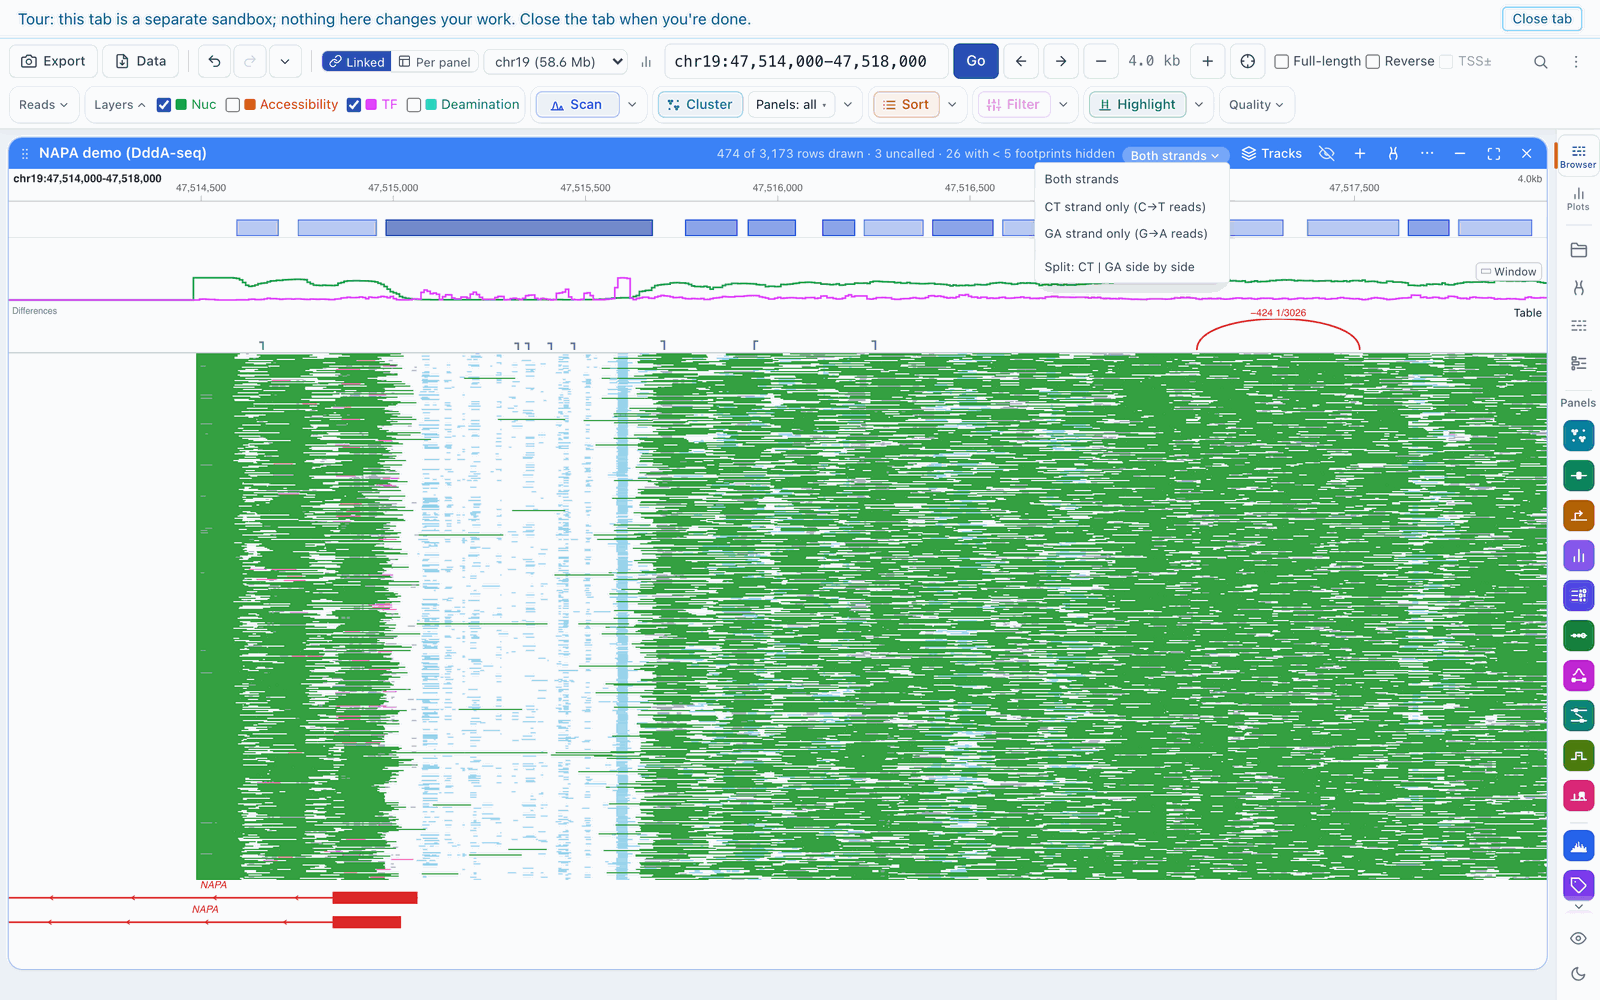 Tour: this tab is a separate sandbox; nothing here changes your work. Close the tab when you're done.
Close tab
Export
Data
Linked
Per panel
chr19 (58.6 Mb)
chr19:47,514,000–47,518,000
Go
4.0 kb
Full-length
Reverse
TSS±
Reads
Layers
Nuc
Accessibility
TF
Deamination
Scan
Cluster
Panels: all
Sort
Filter
Highlight
Quality
NAPA demo (DddA-seq)
474 of 3,173 rows drawn · 3 uncalled · 26 with < 5 footprints hidden
Both strands
Tracks
Browser
chr19:47,514,000-47,518,000
4.0kb
47,514,500
47,515,000
47,515,500
47,516,000
47,516,500
47,517,500
Both strands
CT strand only (C→T reads)
GA strand only (G→A reads)
Split: CT | GA side by side
Plots
Window
Differences
−424 1/3026
Table
Panels
NAPA
NAPA